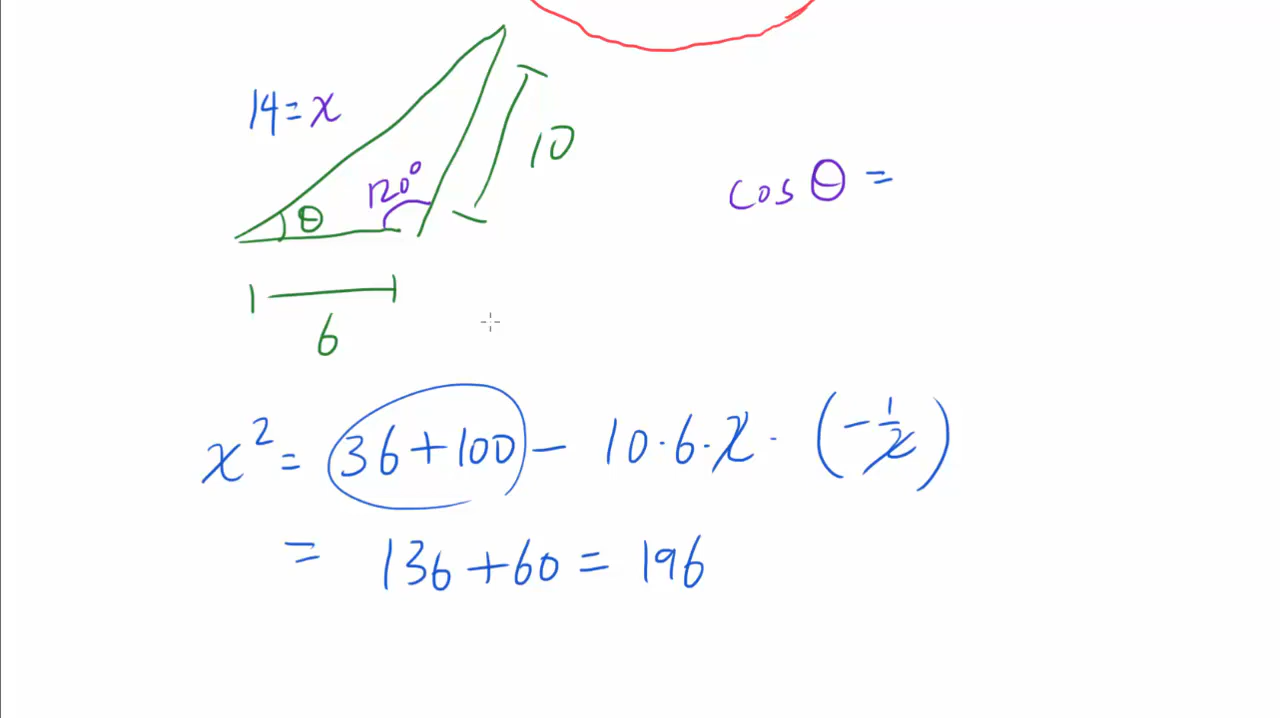 14=x
120°
10
θ
cos θ =
6
x² = 36+100 - 10·6·2·(-1/2)
= 136+60 = 196